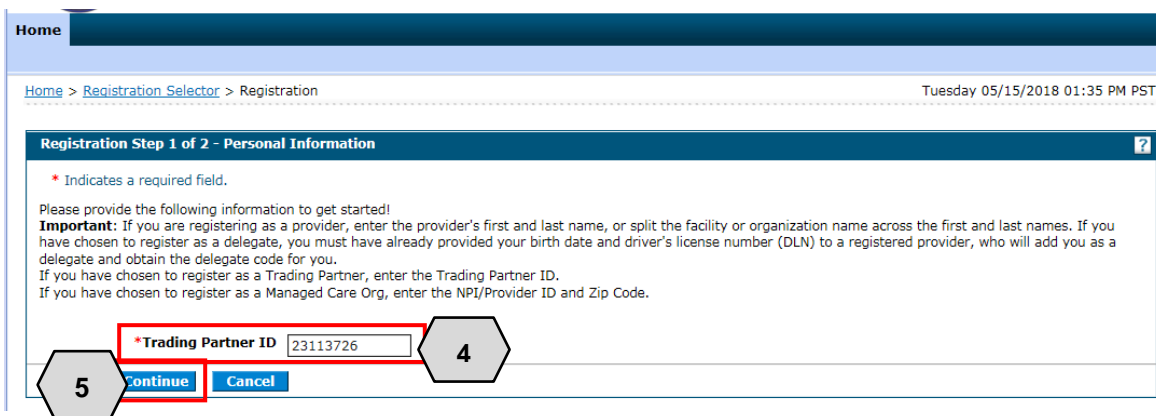 Home
Home > Registration Selector > Registration Tuesday 05/15/2018 01:35 PM PST
Registration Step 1 of 2 - Personal Information ?
* Indicates a required field.
Please provide the following information to get started!
Important: If you are registering as a provider, enter the provider's first and last name, or split the facility or organization name across the first and last names. If you
have chosen to register as a delegate, you must have already provided your birth date and driver's license number (DLN) to a registered provider, who will add you as a
delegate and obtain the delegate code for you.
If you have chosen to register as a Trading Partner, enter the Trading Partner ID.
If you have chosen to register as a Managed Care Org, enter the NPI/Provider ID and Zip Code.
*Trading Partner ID 23113726 4
5 Continue Cancel